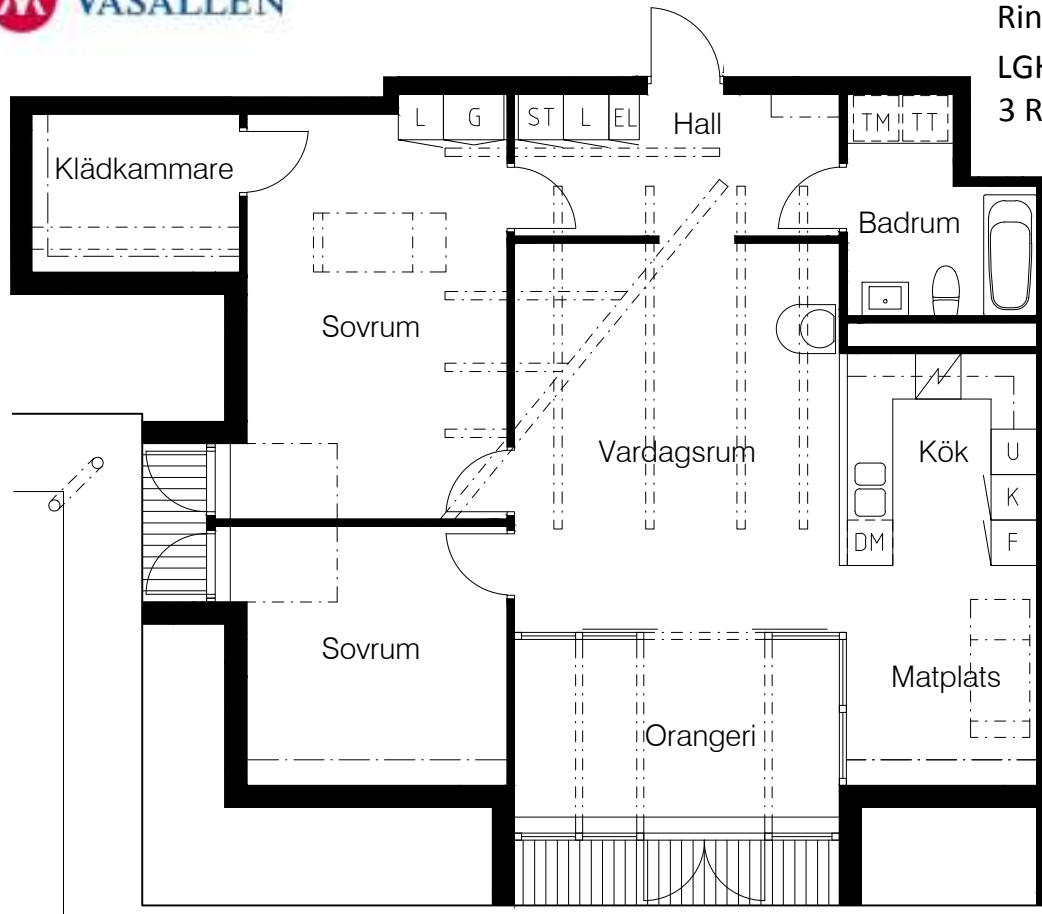 VASALLEN
Rin
LGH
3 R
L
G
ST
L
EL
Hall
TM
TT
Klädkammare
Badrum
Sovrum
Vardagsrum
Kök
U
K
F
DM
Sovrum
Matplats
Orangeri